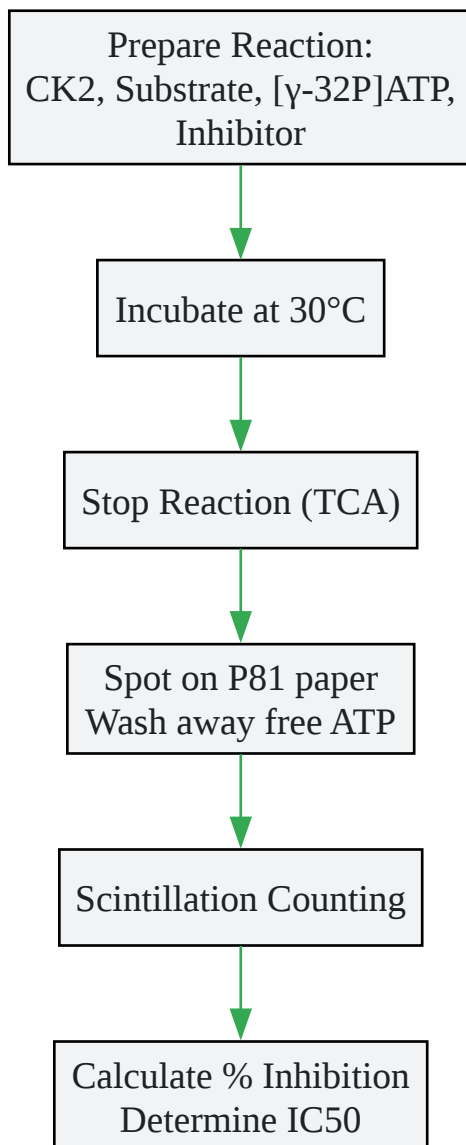 Prepare Reaction:
CK2, Substrate, [γ-32P]ATP,
Inhibitor
Incubate at 30°C
Stop Reaction (TCA)
Spot on P81 paper
Wash away free ATP
Scintillation Counting
Calculate % Inhibition
Determine IC50